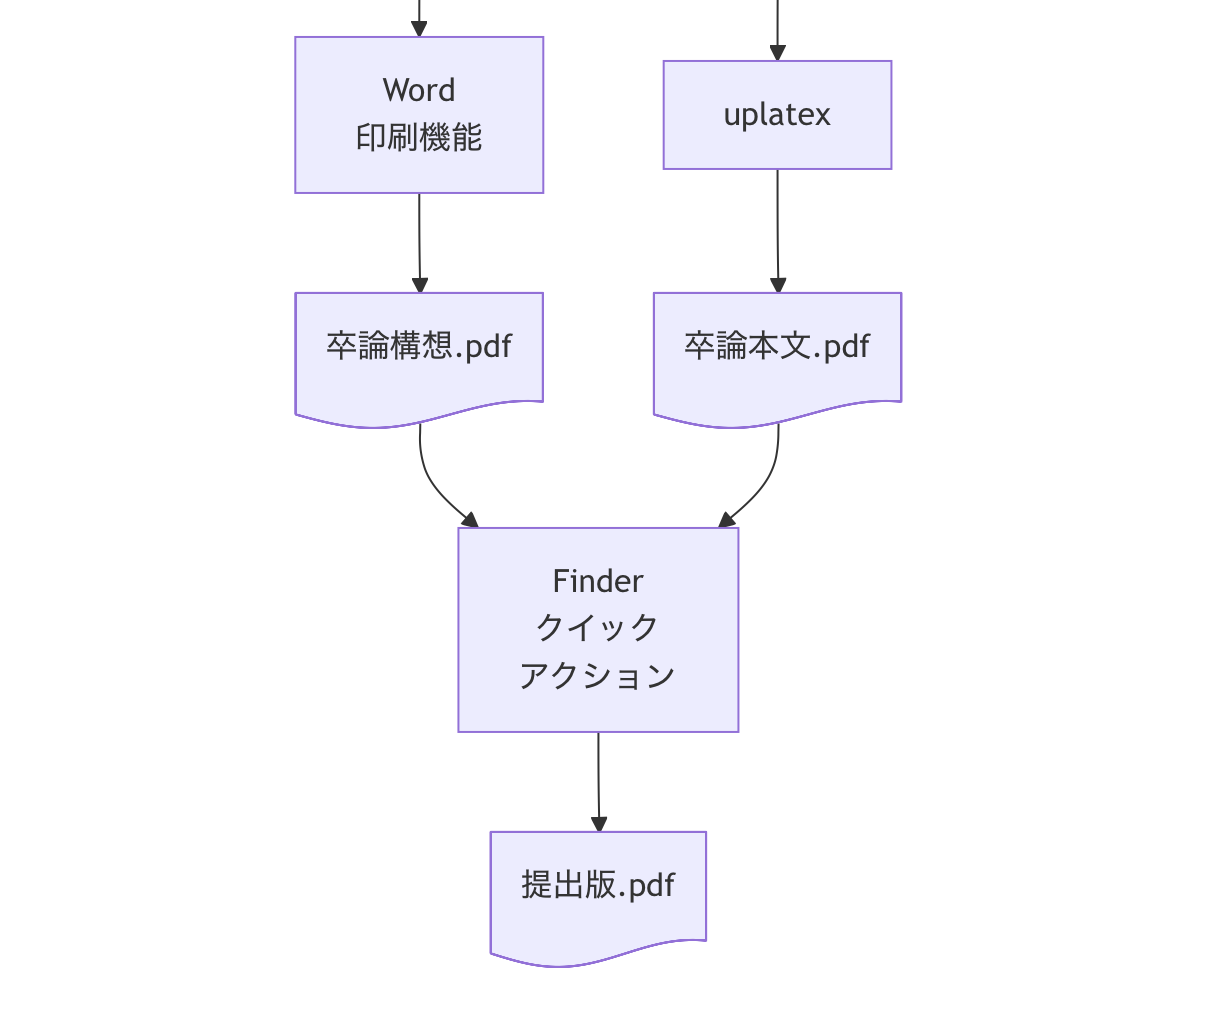 Word
印刷機能
uplatex
卒論構想.pdf
卒論本文.pdf
Finder
クイック
アクション
提出版.pdf